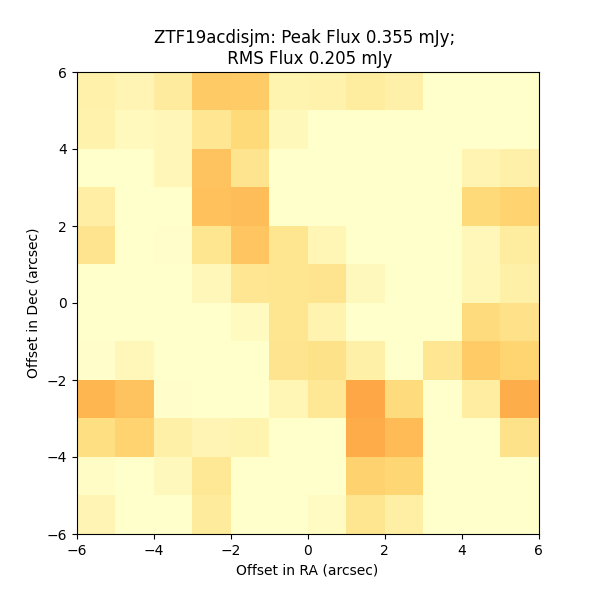 ZTF19acdisjm: Peak Flux 0.355 mJy;
RMS Flux 0.205 mJy
6
4
2
0
−2
−4
−6
Offset in Dec (arcsec)
−6 −4 −2 0 2 4 6
Offset in RA (arcsec)